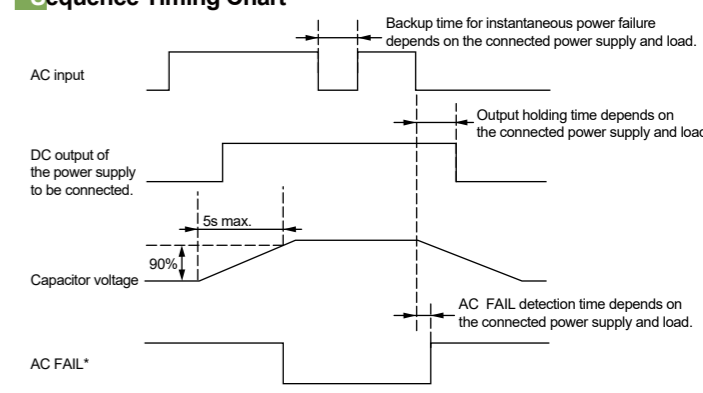 Sequence Timing Chart
Backup time for instantaneous power failure
depends on the connected power supply and load.
AC input
Output holding time depends on
the connected power supply and load
DC output of
the power supply
to be connected.
5s max.
90%
Capacitor voltage
AC FAIL detection time depends on
the connected power supply and load.
AC FAIL*